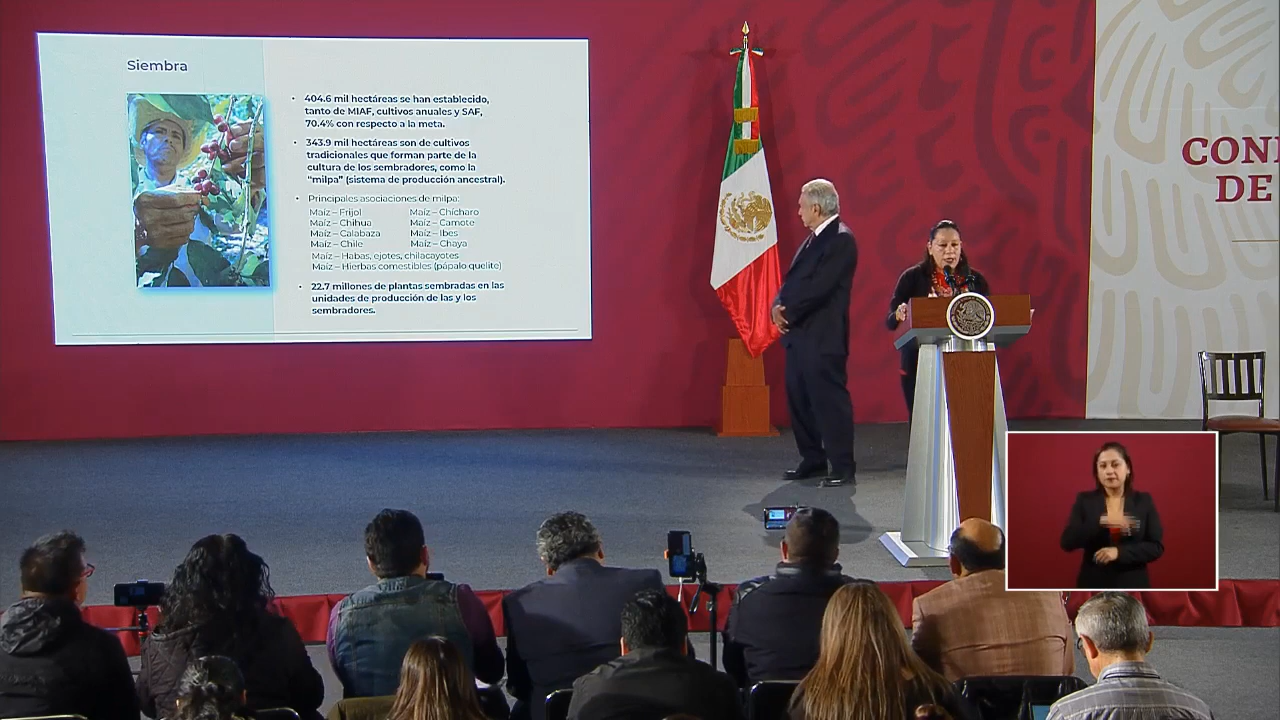 Siembra
• 404.6 mil hectáreas se han establecido,
tanto de MIAF, cultivos anuales y SAF,
70.4% con respecto a la meta.
• 343.9 mil hectáreas son de cultivos
tradicionales que forman parte de la
cultura de los sembradores, como la
"milpa" (sistema de producción ancestral).
• Principales asociaciones de milpa:
Maíz – Frijol Maíz – Chícharo
Maíz – Chihua Maíz – Camote
Maíz – Calabaza Maíz – Ibes
Maíz – Chile Maíz – Chaya
Maíz – Habas, ejotes, chilacayotes
Maíz – Hierbas comestibles (pápalo quelite)
• 22.7 millones de plantas sembradas en las
unidades de producción de las y los
sembradores.
CON
DE